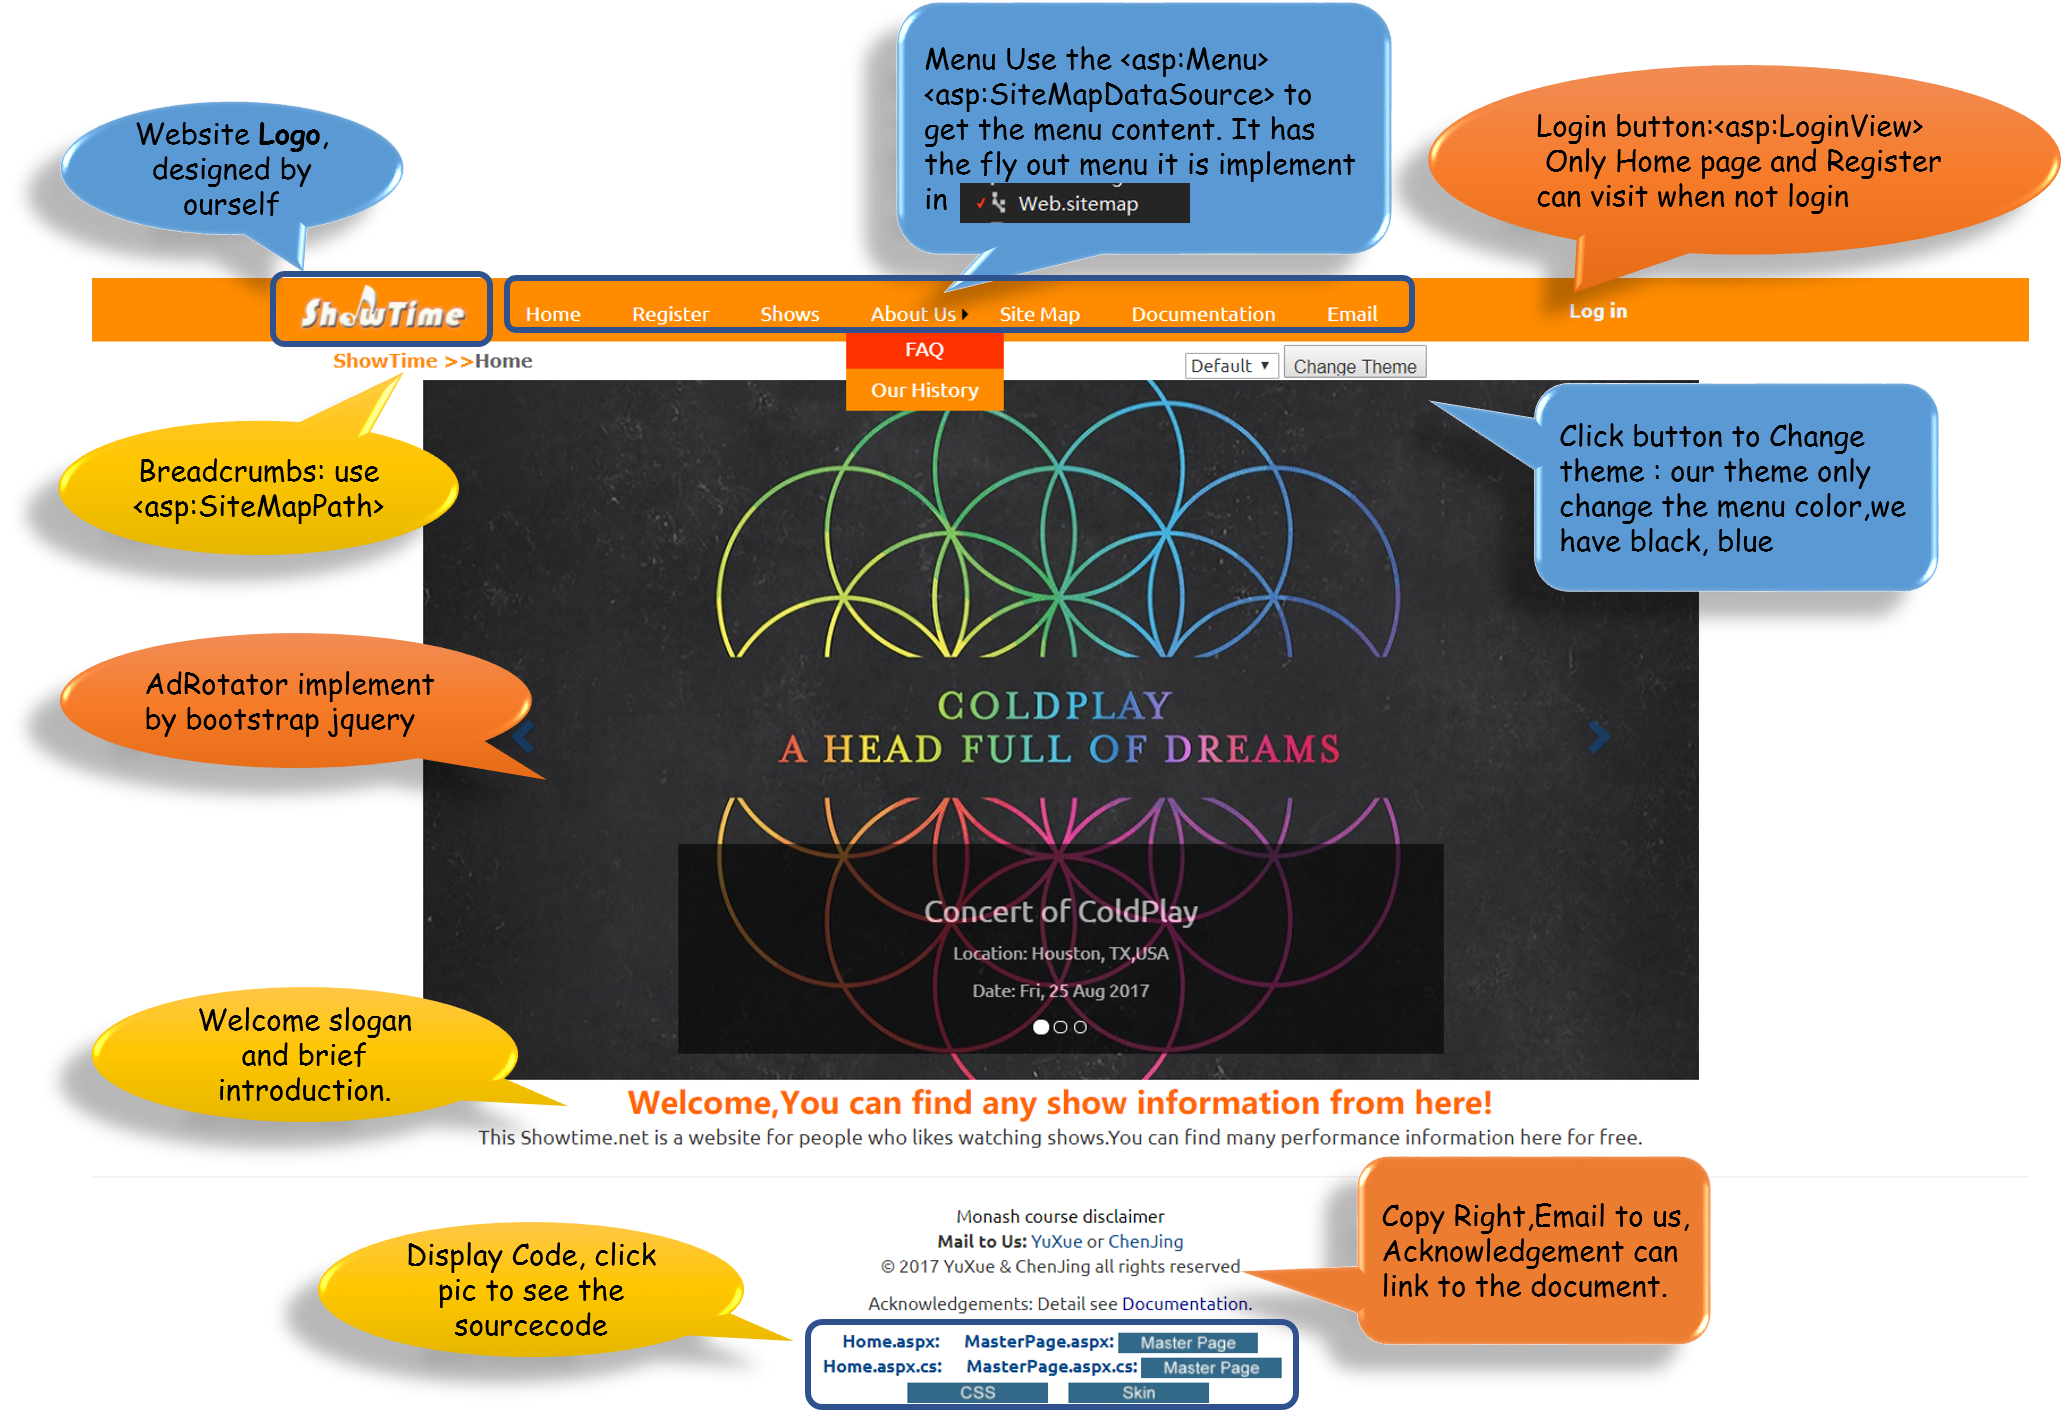 Menu Use the <asp:Menu>
<asp:SiteMapDataSource> to
get the menu content. It has
the fly out menu it is implement
in Web.sitemap
Website Logo,
designed by
ourself
Login button:<asp:LoginView>
Only Home page and Register
can visit when not login
ShowTime
Home Register Shows About Us Site Map Documentation Email
Log in
FAQ
Our History
ShowTime >>Home
Default Change Theme
Click button to Change
theme : our theme only
change the menu color,we
have black, blue
Breadcrumbs: use
<asp:SiteMapPath>
AdRotator implement
by bootstrap jquery
COLDPLAY
A HEAD FULL OF DREAMS
Concert of ColdPlay
Location: Houston, TX,USA
Date: Fri, 25 Aug 2017
Welcome slogan
and brief
introduction.
Welcome,You can find any show information from here!
This Showtime.net is a website for people who likes watching shows.You can find many performance information here for free.
Monash course disclaimer
Mail to Us: YuXue or ChenJing
© 2017 YuXue & ChenJing all rights reserved
Acknowledgements: Detail see Documentation.
Copy Right,Email to us,
Acknowledgement can
link to the document.
Display Code, click
pic to see the
sourcecode
Home.aspx: MasterPage.aspx: Master Page
Home.aspx.cs: MasterPage.aspx.cs: Master Page
CSS Skin